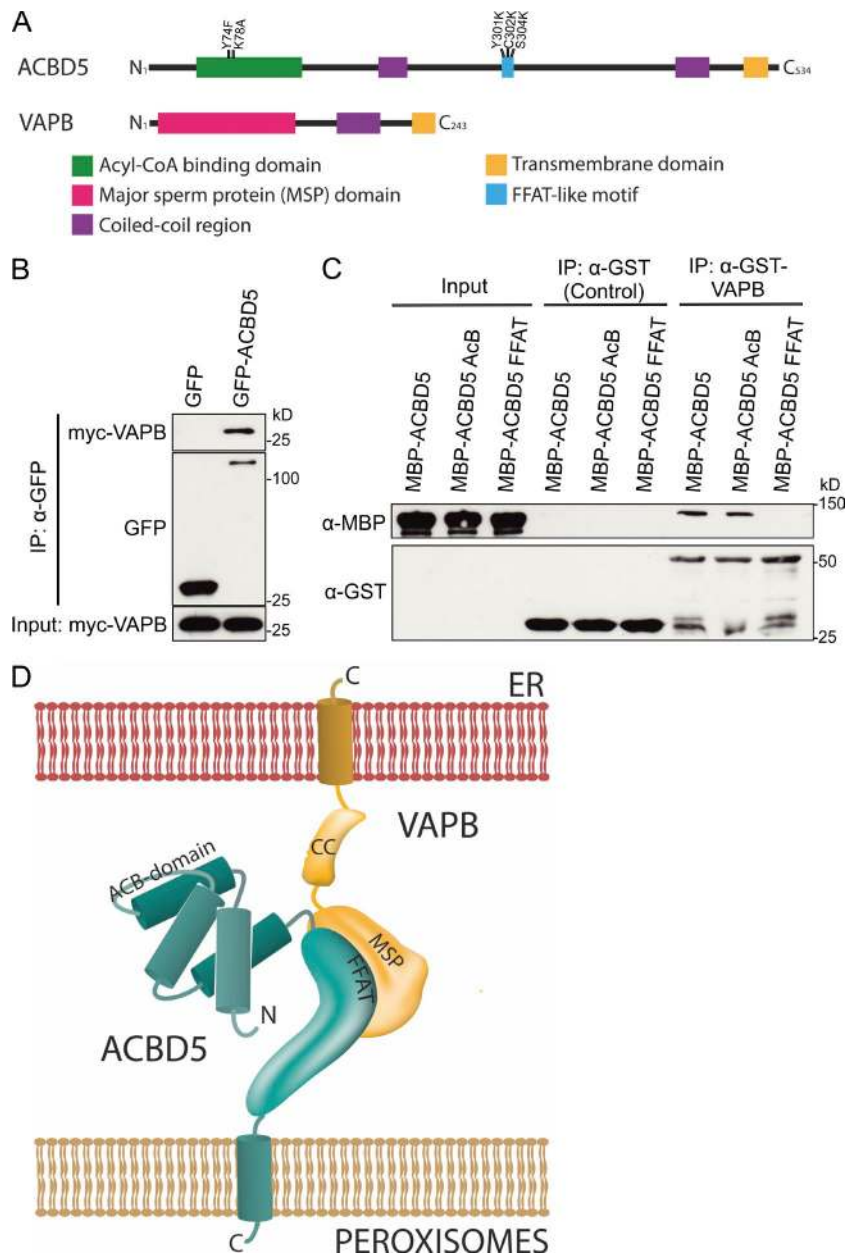 A
Y74F
K78A
Y301K
C302K
S304K
ACBD5 N1 C534
VAPB N1 C243
Acyl-CoA binding domain
Major sperm protein (MSP) domain
Coiled-coil region
Transmembrane domain
FFAT-like motif
B
GFP
GFP-ACBD5
kD
IP: α-GFP
myc-VAPB
-25
-100
GFP
-25
Input: myc-VAPB
-25
C
Input
IP: α-GST
(Control)
IP: α-GST-
VAPB
MBP-ACBD5
MBP-ACBD5 AcB
MBP-ACBD5 FFAT
MBP-ACBD5
MBP-ACBD5 AcB
MBP-ACBD5 FFAT
MBP-ACBD5
MBP-ACBD5 AcB
MBP-ACBD5 FFAT
kD
α-MBP
150
α-GST
-50
25
D
C
ER
VAPB
CC
ACB-domain
MSP
FFAT
N
ACBD5
C
PEROXISOMES